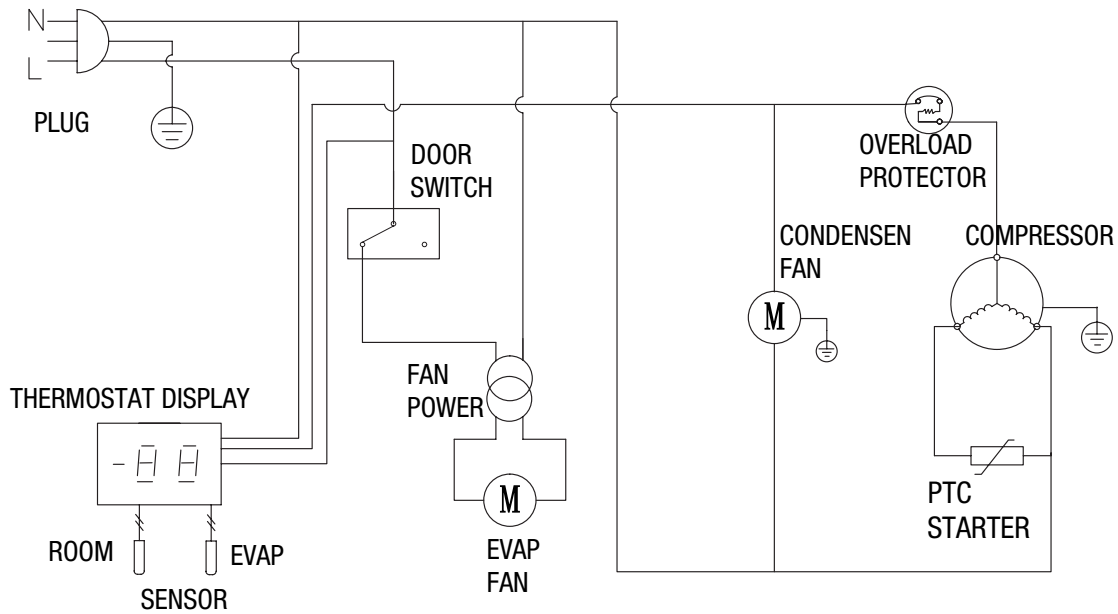 N
L
PLUG
DOOR
SWITCH
OVERLOAD
PROTECTOR
CONDENSEN
FAN
COMPRESSOR
M
FAN
POWER
THERMOSTAT DISPLAY
-88
M
PTC
STARTER
ROOM
EVAP
EVAP
FAN
SENSOR